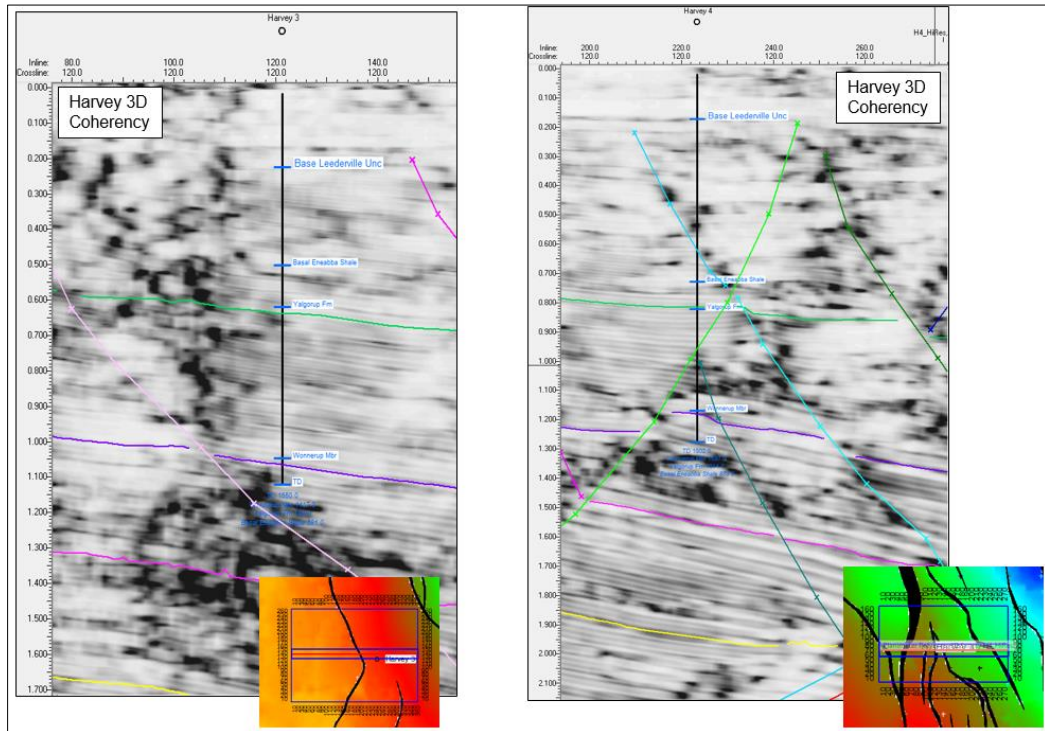 Harvey 3
Inline: 80.0 100.0 120.0 140.0
Crossline: 120.0 120.0 120.0 120.0
0.000
Harvey 3D
Coherency
0.100
0.200
Base Leederville Unc
0.300
0.400
0.500
Basal Eneabba Shale
0.600
Yalgorup Fm
0.700
0.800
0.900
1.000
Wonnerup Mbr
1.100
TD
1.200
1.300
1.400
1.500
1.600
1.700
Harvey 3
Harvey 4
H4_HiRes_
Inline: 200.0 220.0 240.0 260.0
Crossline: 120.0 120.0 120.0 120.0
0.000
Harvey 3D
Coherency
0.100
Base Leederville Unc
0.200
0.300
0.400
0.500
0.600
0.700
Basal Eneabba Shale
0.800
Yalgorup Fm
0.900
1.000
1.100
Wonnerup Mbr
1.200
TD
1.300
1.400
1.500
1.600
1.700
1.800
1.900
2.000
2.100